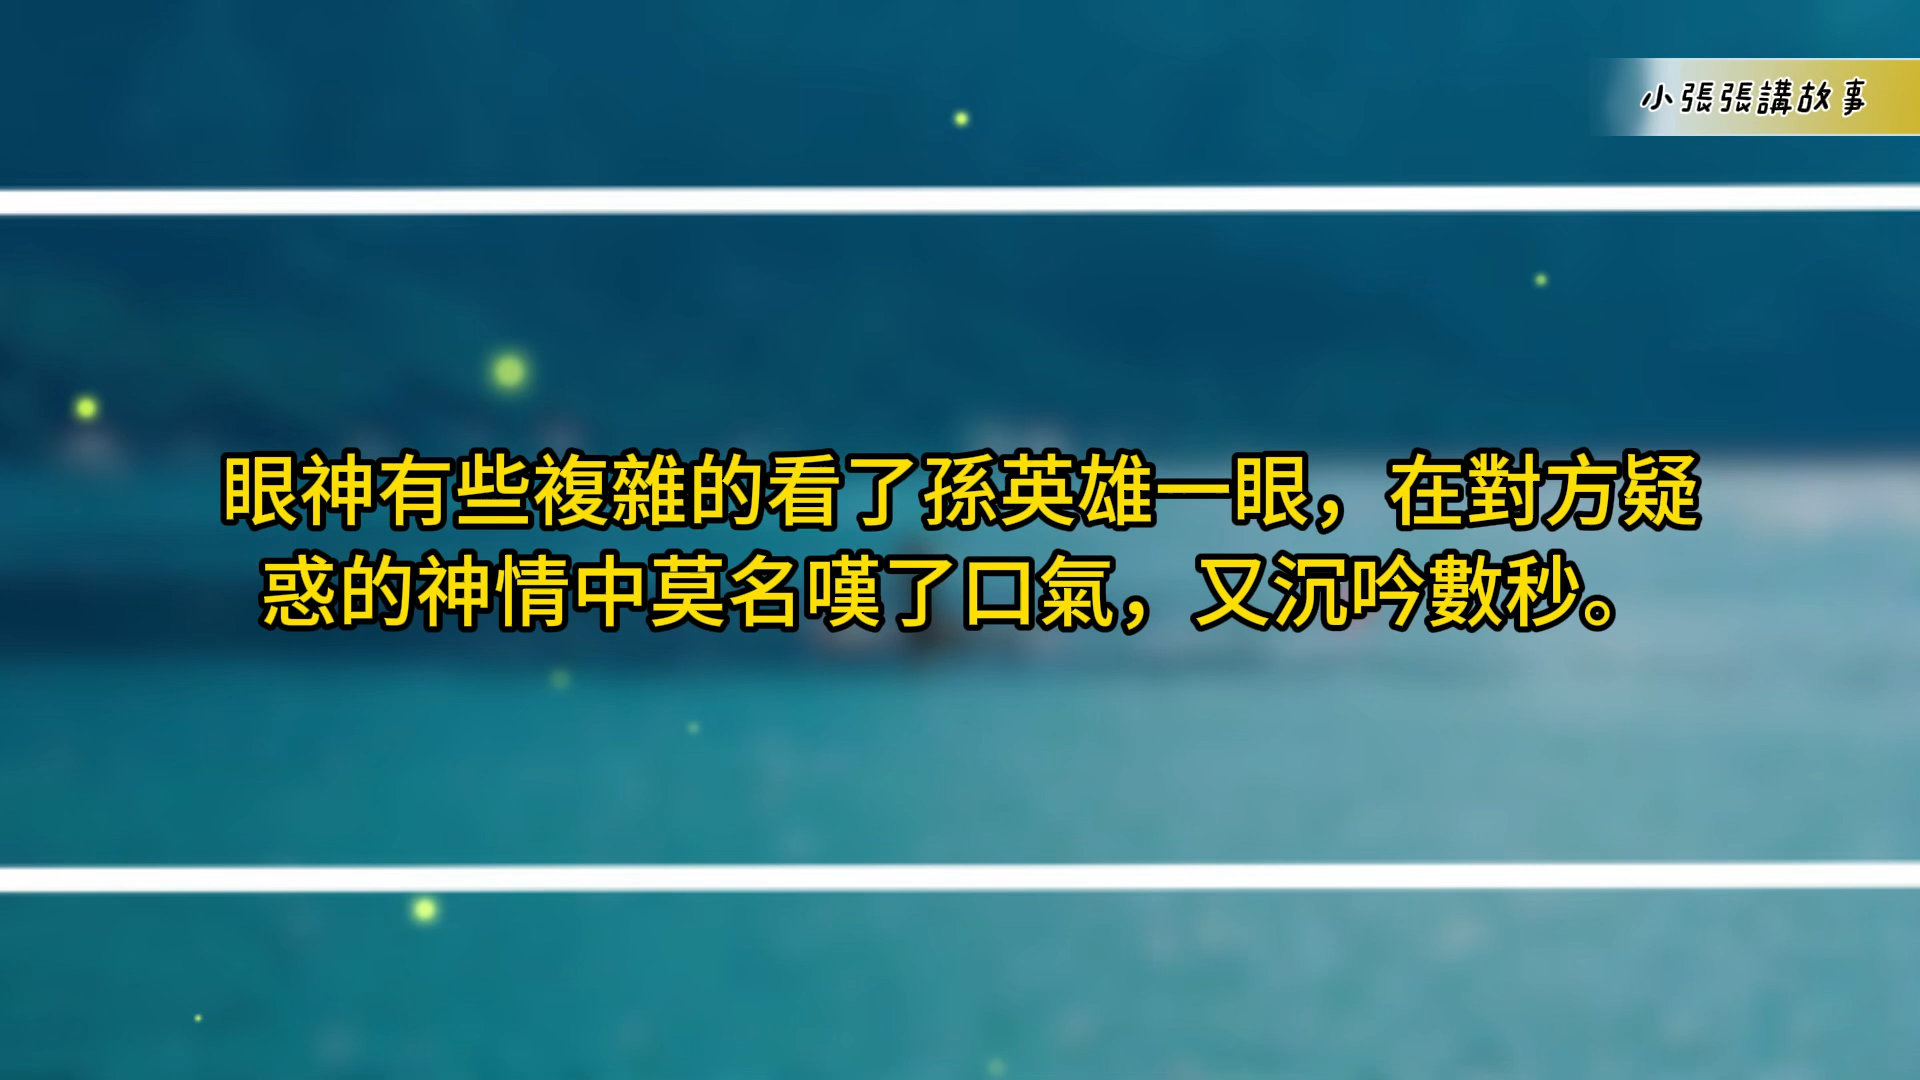 小張張講故事
眼神有些複雜的看了孫英雄一眼，在對方疑
惑的神情中莫名嘆了口氣，又沉吟數秒。